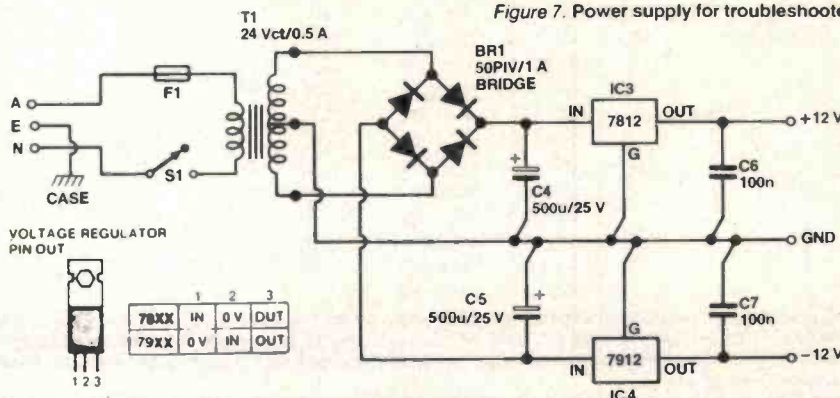 Figure 7. Power supply for troubleshoote
T1
24 Vct/0.5 A
BR1
50PIV/1 A
BRIDGE
F1
A
E
N
S1
CASE
IC3
IN
7812
OUT
G
+12 V
C4
500u/25 V
+
C6
100n
GND
C5
500u/25 V
+
C7
100n
G
IN
7912
OUT
-12 V
IC4
VOLTAGE REGULATOR
PIN OUT
1 2 3
1 2 3
78XX IN 0 V OUT
79XX 0 V IN OUT